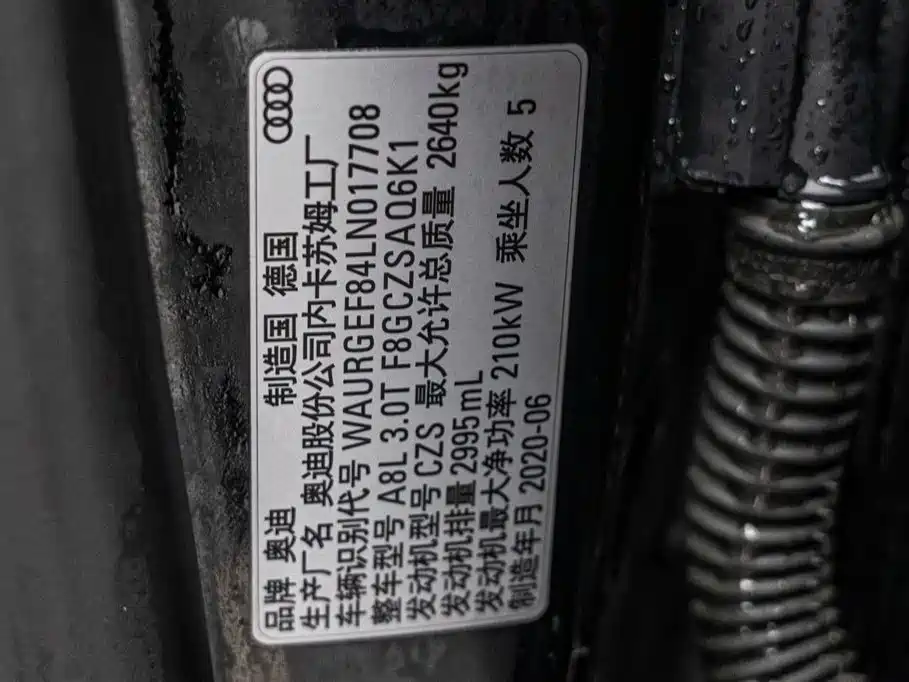 品牌 奥迪 制造国 德国
生产厂名 奥迪股份公司内卡苏姆工厂
车辆识别代号 WAURGEF84LN017708
整车型号 A8L 3.0T F8GCZSAQ6K1
发动机型号 CZS 最大允许总质量 2640kg
发动机排量 2995mL
发动机最大净功率 210kW 乘坐人数 5
制造年月 2020-06